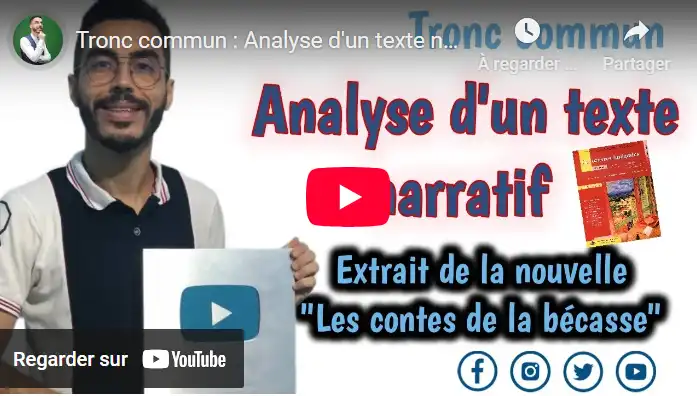 Tronc commun : Analyse d'un texte n...
Tronc commun
À regarder ...
Partager
Analyse d'un texte
narratif
Extrait de la nouvelle
"Les contes de la bécasse"
Regarder sur YouTube